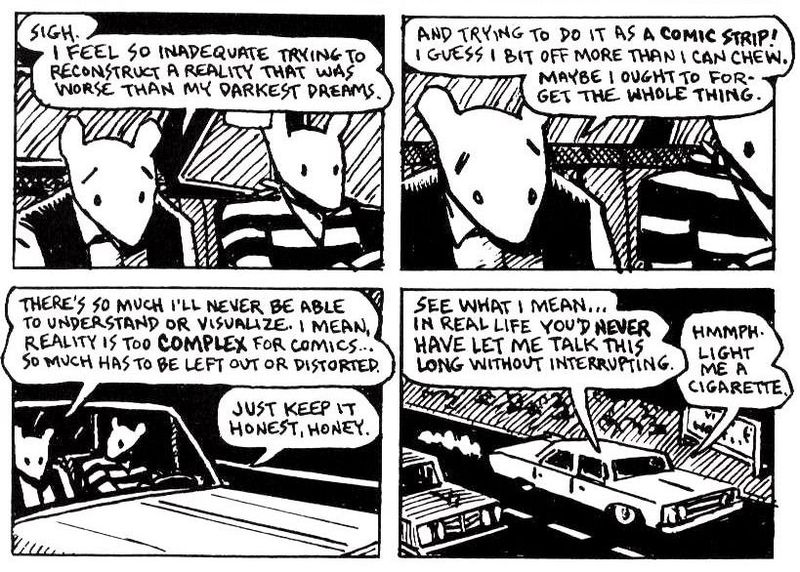 SIGH.
I FEEL SO INADEQUATE TRYING TO
RECONSTRUCT A REALITY THAT WAS
WORSE THAN MY DARKEST DREAMS.
AND TRYING TO DO IT AS A COMIC STRIP!
I GUESS I BIT OFF MORE THAN I CAN CHEW.
MAYBE I OUGHT TO FOR-
GET THE WHOLE THING.
THERE'S SO MUCH I'LL NEVER BE ABLE
TO UNDERSTAND OR VISUALIZE. I MEAN,
REALITY IS TOO COMPLEX FOR COMICS...
SO MUCH HAS TO BE LEFT OUT OR DISTORTED.
JUST KEEP IT
HONEST, HONEY.
SEE WHAT I MEAN...
IN REAL LIFE YOU'D NEVER
HAVE LET ME TALK THIS
LONG WITHOUT INTERRUPTING.
HMMPH.
LIGHT
ME A
CIGARETTE.